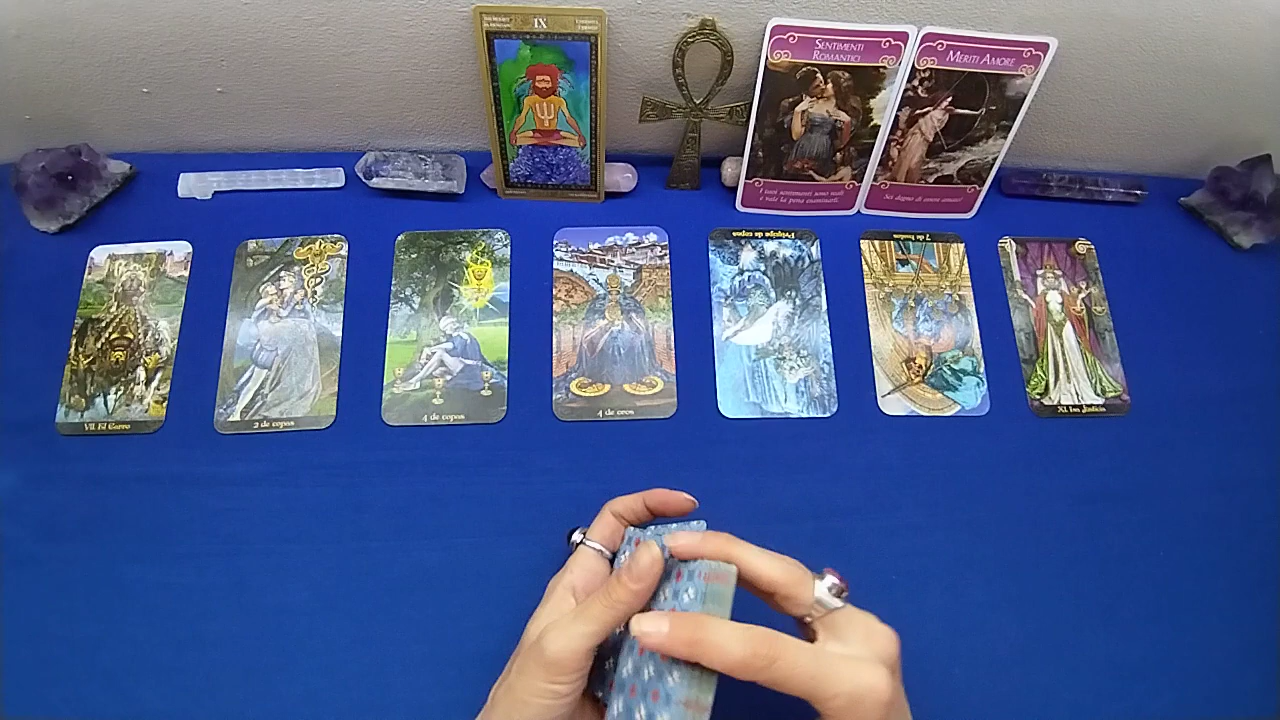 IX
SENTIMENTI
ROMANTICI
I tuoi sentimenti sono reali
e vale la pena esaminarli.
MERITI AMORE
Sei degno di essere amato!
VII. El Carro
2 de copas
4 de copas
4 de oros
Príncipe de copas
7 de bastos
XI. La Justicia